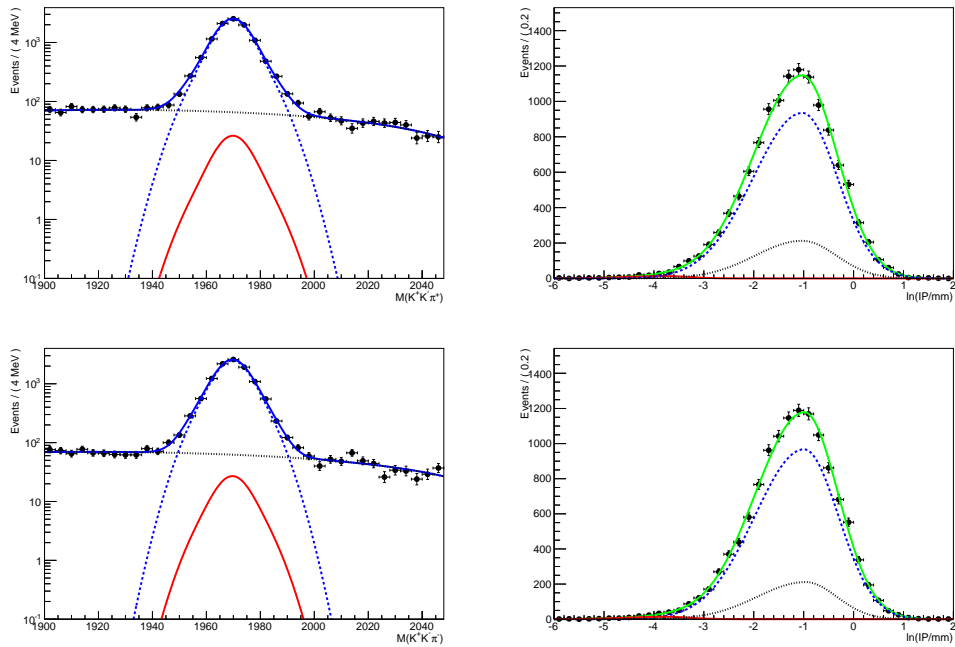 Events / ( 4 MeV )
10³
10²
10
1
10⁻¹
1900 1920 1940 1960 1980 2000 2020 2040
M(K⁺K⁻π⁺)
Events / ( 0.2 )
1400
1200
1000
800
600
400
200
0
-6 -5 -4 -3 -2 -1 0 1 2
ln(IP/mm)
Events / ( 4 MeV )
10³
10²
10
1
10⁻¹
1900 1920 1940 1960 1980 2000 2020 2040
M(K⁺K⁻π⁻)
Events / ( 0.2 )
1400
1200
1000
800
600
400
200
0
-6 -5 -4 -3 -2 -1 0 1 2
ln(IP/mm)